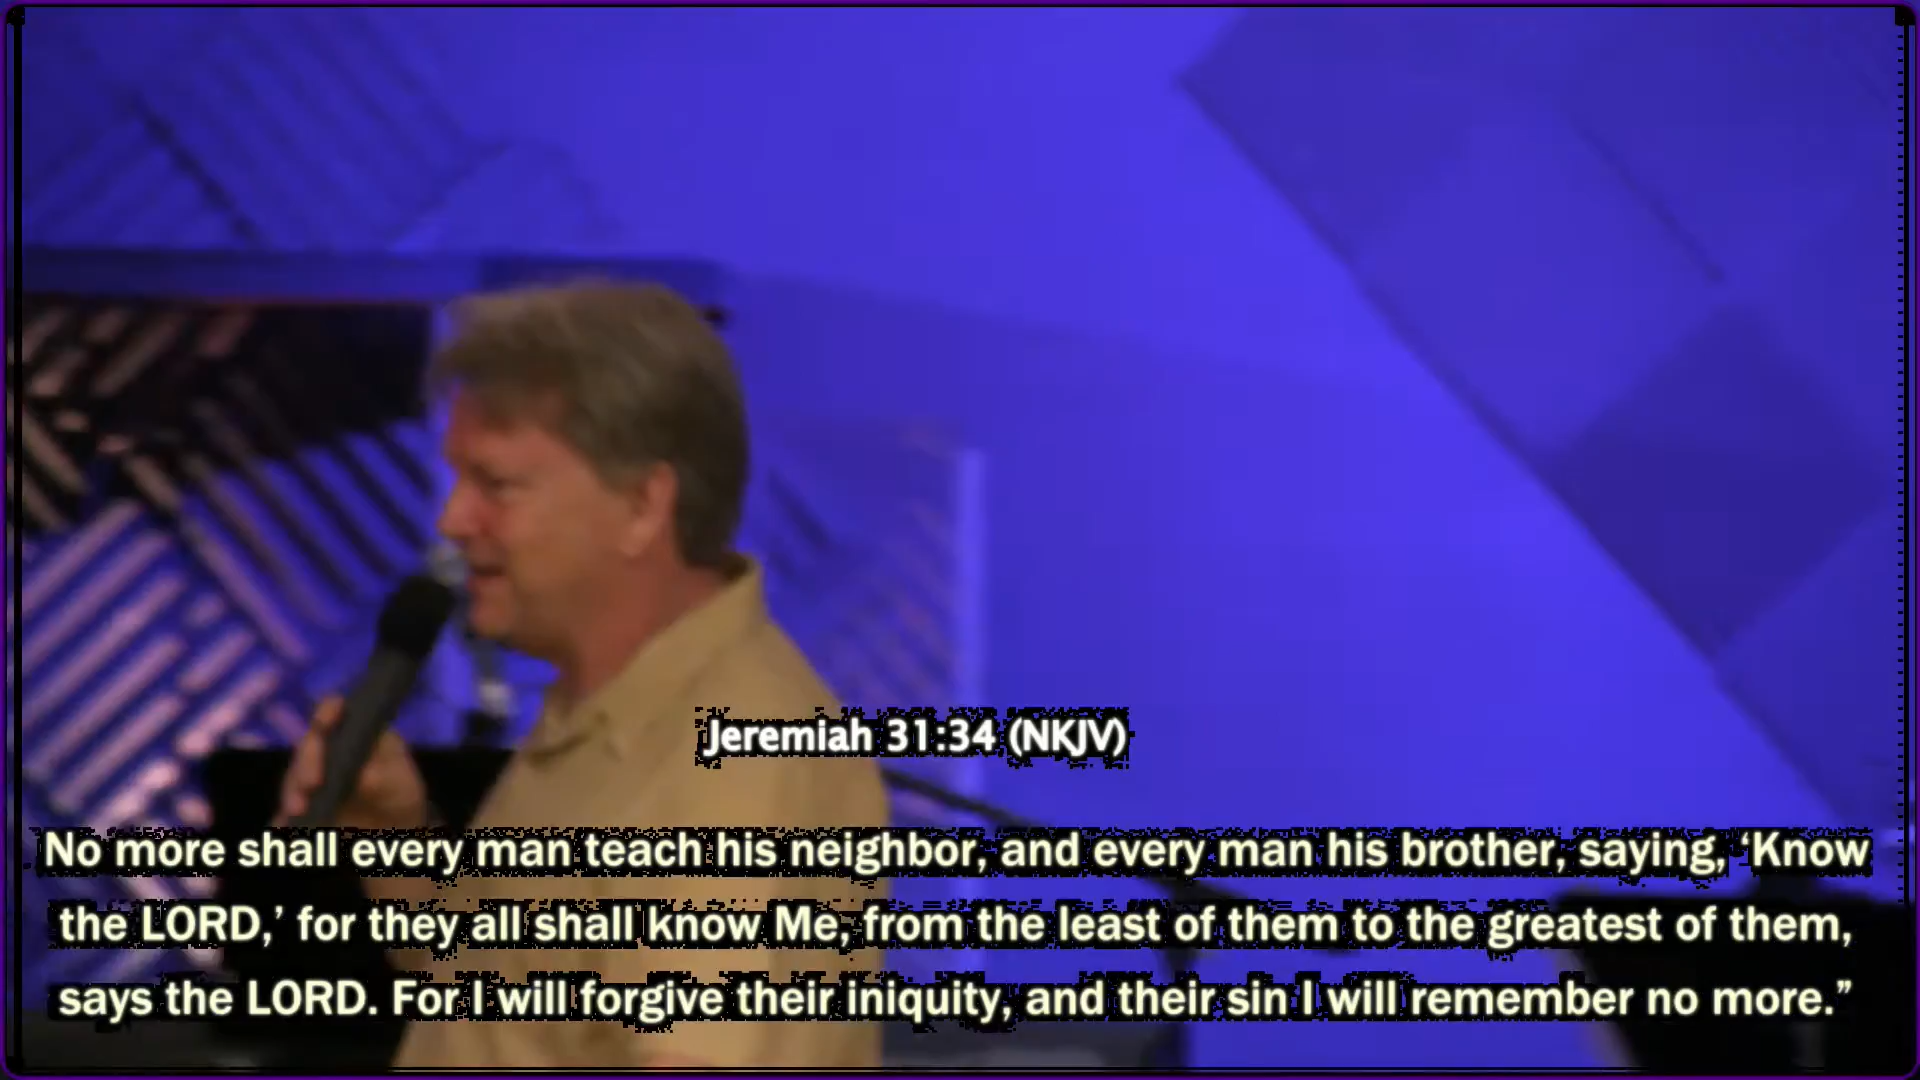 Jeremiah 31:34 (NKJV)
No more shall every man teach his neighbor, and every man his brother, saying, ‘Know
the LORD,’ for they all shall know Me, from the least of them to the greatest of them,
says the LORD. For I will forgive their iniquity, and their sin I will remember no more.”